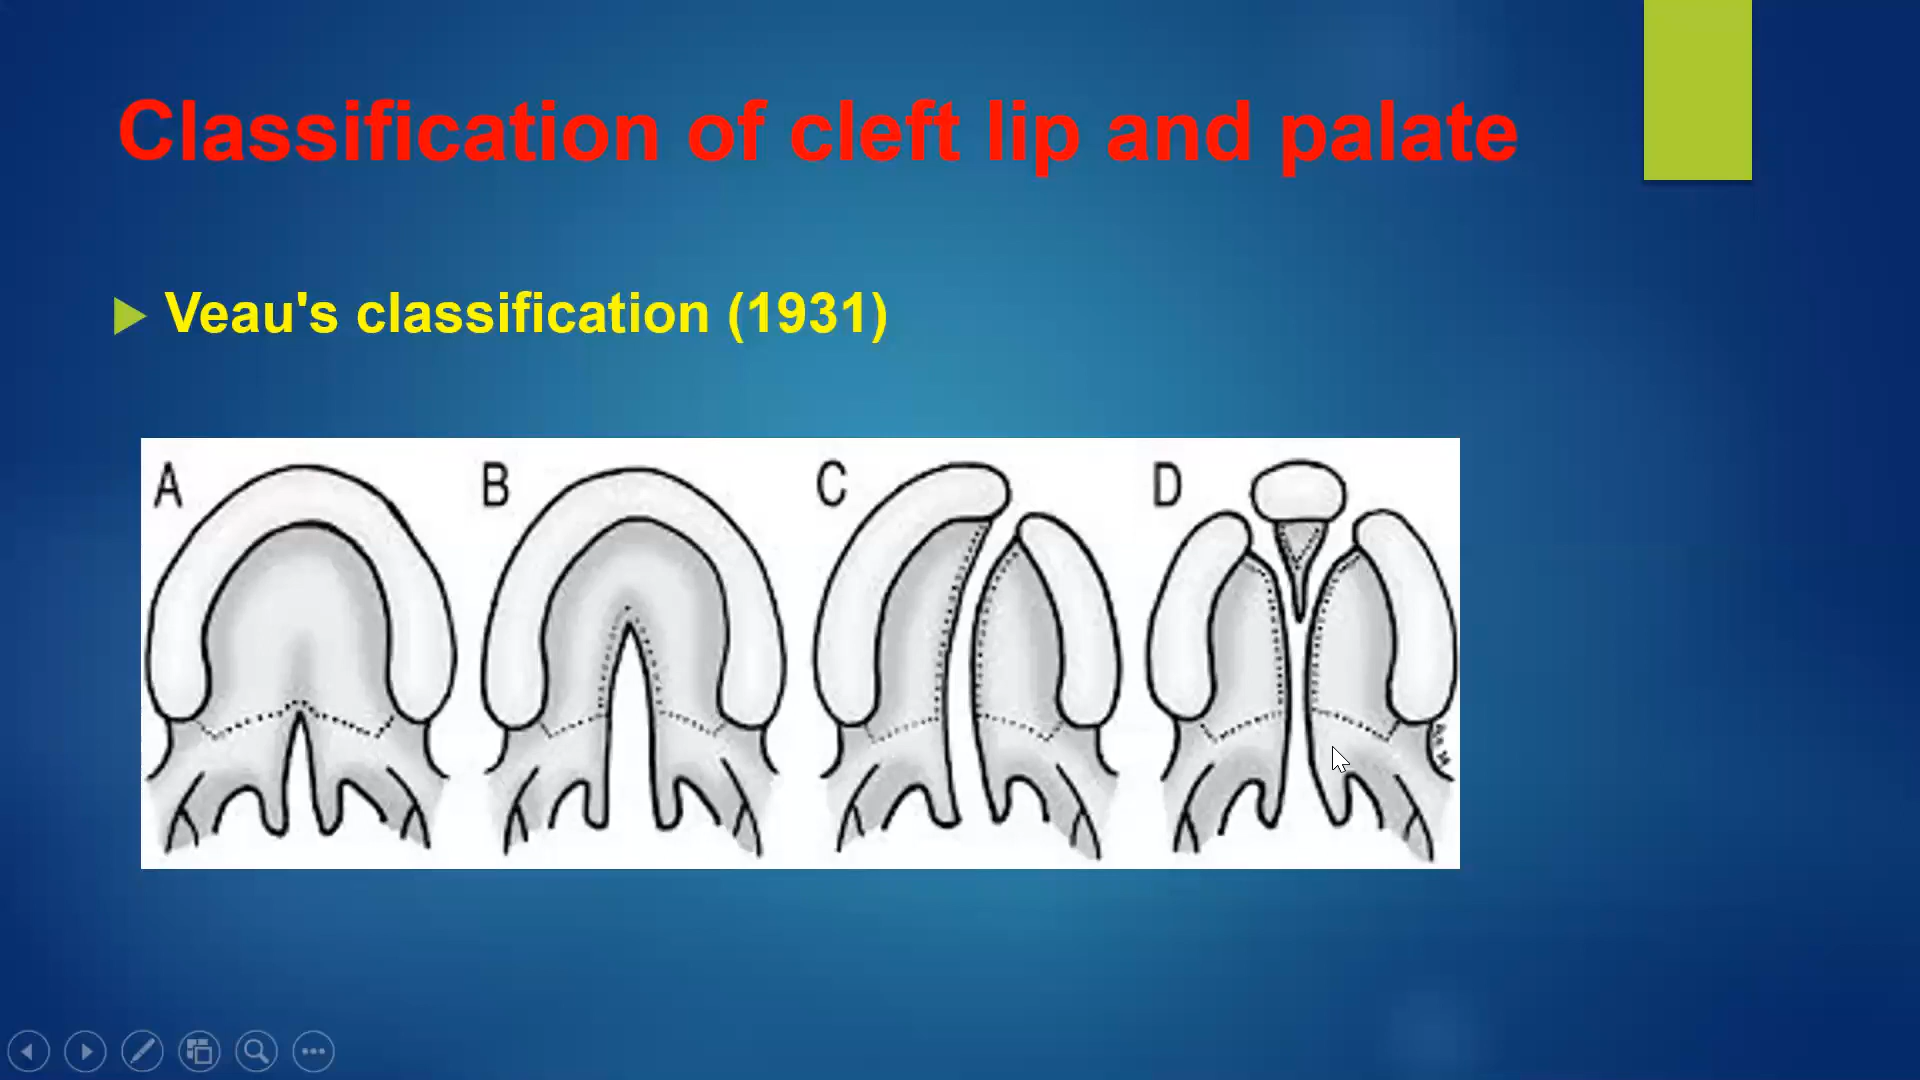 Classification of cleft lip and palate
Veau's classification (1931)
A B C D